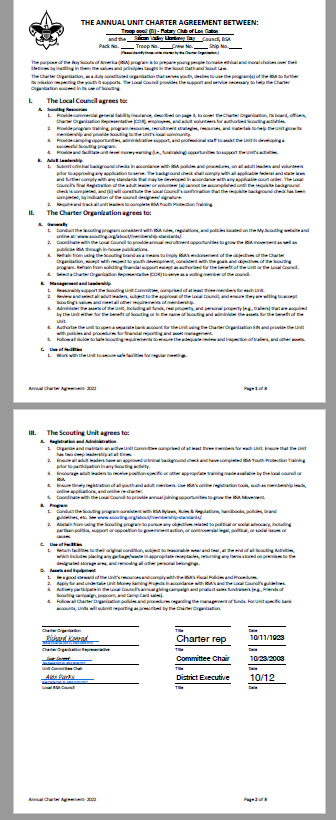 THE ANNUAL UNIT CHARTER AGREEMENT BETWEEN:
Troop 0002 (B) - Rotary Club of Los Gatos
and the Silicon Valley Monterey Bay Council, BSA
Pack No. Troop No. Crew No. Ship No.
(Please identify those units charter by the Organization.)
The purpose of the Boy Scouts of America (BSA) program is to prepare young people to make ethical and moral choices over their
lifetimes by instilling in them the values and principles taught in the Scout Oath and Scout Law.
The Charter Organization, as a duly constituted organization that serves youth, desires to use the program(s) of the BSA to further
its mission respecting the youth it serves. The Local Council provides the support and service necessary to help the Charter
Organization succeed in its use of Scouting.
I. The Local Council agrees to:
A. Scouting Resources
1. Provide commercial general liability insurance, described on page 3, to cover the Charter Organization, its board, officers,
Charter Organization Representative (COR), employees, and adult volunteers for authorized Scouting activities.
2. Provide program training, program resources, recruitment strategies, resources, and materials to help the Unit grow its
membership and provide Scouting to the Unit's local community.
3. Provide camping opportunities, administrative support, and professional staff to assist the Unit in developing a
successful Scouting program.
4. Provide and facilitate unit-level money-earning (i.e., fundraising) opportunities to support the Unit's activities.
B. Adult Leadership
1. Submit criminal background checks in accordance with policies and procedures, on all adult leaders and volunteers
prior to approving any application to serve. The background check shall comply with all applicable federal and state laws
and further comply with any standards that may be developed in accordance with any applicable court order. The Local
Council's final Registration of the adult leader or volunteer (a) cannot be accomplished until the requisite background
check is completed, and (b) will constitute the Local Council's confirmation that the requisite background check has been
completed, by indication of the council designees' signature.
2. Require and track all unit leaders to complete BSA Youth Protection Training.
II. The Charter Organization agrees to:
A. Generally
1. Conduct the Scouting program consistent with BSA rules, regulations, and policies located on the My.Scouting website and
online at: www.scouting.org/about/membership-standards/.
2. Coordinate with the Local Council to provide annual recruitment opportunities to grow the BSA movement as well as
publicize BSA through in-house publications.
3. Refrain from using the Scouting brand as a means to imply BSA's endorsement of the objectives of the Charter
Organization, except with respect to youth development, consistent with the goals and objectives of the Scouting
program. Refrain from soliciting financial support except as authorized for the benefit of the Unit or the Local Council.
4. Select a Charter Organization Representative (COR) to serve as a voting member of the council.
B. Management and Leadership
1. Reasonably support the Scouting Unit Committee, comprised of at least three members for each Unit.
2. Review and select all adult leaders, subject to the approval of the Local Council, and ensure they are willing to accept
Scouting's values and meet all other requirements of membership.
3. Administer the assets of the Unit, including all funds, real property, and personal property (e.g., trailers) that are acquired
by the Unit either for the benefit of Scouting or in the name of Scouting and administer the assets for the benefit of the
Unit.
4. Authorize the unit to open a separate bank account for the Unit using the Charter Organization EIN and provide the Unit
with policies and procedures for financial reporting and asset management.
5. Follow all Guide to Safe Scouting requirements to ensure the adequate review and inspection of trailers, and other assets.
C. Use of Facilities
1. Work with the Unit to secure safe facilities for regular meetings.
Annual Charter Agreement- 2022 Page 1 of 3
III. The Scouting Unit agrees to:
A. Registration and Administration
1. Organize and maintain an active Unit Committee comprised of at least three members for each Unit. Ensure that the Unit
has two deep leadership at all times.
2. Ensure all adult leaders have an approved criminal background check and have completed BSA Youth Protection Training
prior to participation in any Scouting activity.
3. Encourage adult leaders to receive position-specific or other appropriate training made available by the local council or
BSA.
4. Ensure timely registration of all youth and adult members. Use BSA's online registration tools, such as membership leads,
online applications, and online re-charter.
5. Coordinate with the Local Council to provide annual joining opportunities to grow the BSA Movement.
B. Program
1. Conduct the Scouting program consistent with BSA Bylaws, Rules & Regulations, handbooks, policies, brand
guidelines, etc. See www.scouting.org/about/membership-standards/.
2. Abstain from using the Scouting program to pursue any objectives related to political or social advocacy, including
partisan politics, support or opposition to government action, or controversial legal, political, or social issues or
causes.
C. Use of Facilities
1. Return facilities to their original condition, subject to reasonable wear and tear, at the end of all Scouting Activities,
which includes placing any garbage/waste in appropriate receptacles, returning any items stored on premises to the
designated storage area, and removing all other personal belongings.
D. Assets and Equipment
1. Be a good steward of the Unit's resources and comply with the BSA's Fiscal Policies and Procedures.
2. Apply for and undertake Unit Money Earning Projects in accordance with BSA's and the Local Council's guidelines.
3. Actively participate in the Local Council's annual giving campaign and product sales fundraisers (e.g., Friends of
Scouting campaign, popcorn, and Camp Card sales).
4. Follow all Charter Organization policies and procedures regarding the management of funds. For Unit specific bank
accounts, Units will submit reporting as prescribed by the Charter Organization.
Charter Organization Title Date
Richard Konrad Charter rep 10/11/1923
Charter Organization Representative Title Date
Committee Chair 10/23/2003
Unit Committee Chair Title Date
Alex Parks District Executive 10/12
Local BSA Council Title Date
Annual Charter Agreement- 2022 Page 2 of 3